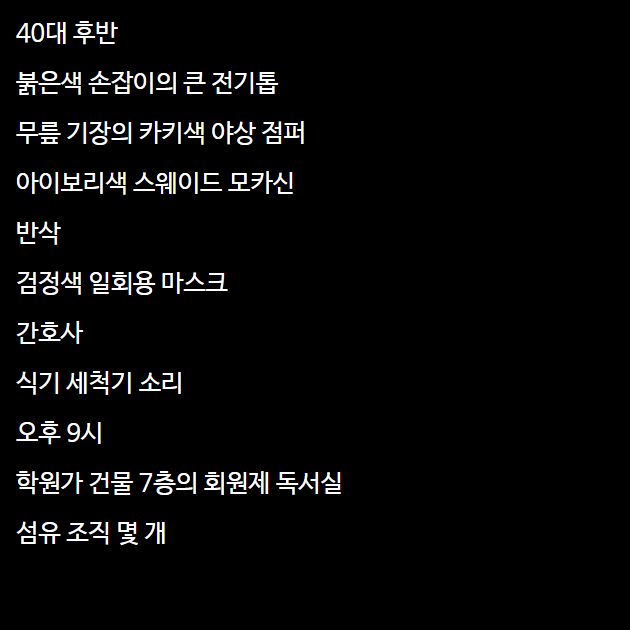 40대 후반
붉은색 손잡이의 큰 전기톱
무릎 기장의 카키색 야상 점퍼
아이보리색 스웨이드 모카신
반삭
검정색 일회용 마스크
간호사
식기 세척기 소리
오후 9시
학원가 건물 7층의 회원제 독서실
섬유 조직 몇 개